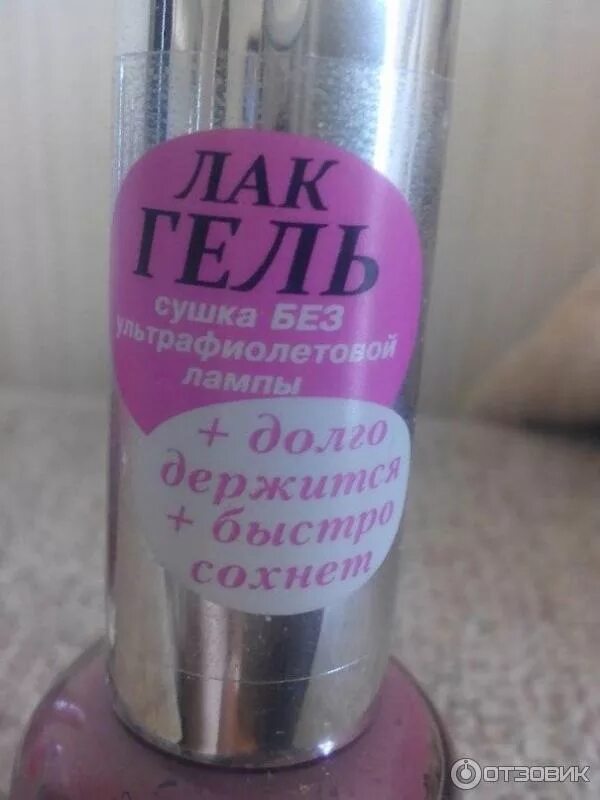 ЛАК
ГЕЛЬ
сушка БЕЗ
ультрафиолетовой
лампы
+ долго
держится
+ быстро
сохнет
ОТЗОВИК